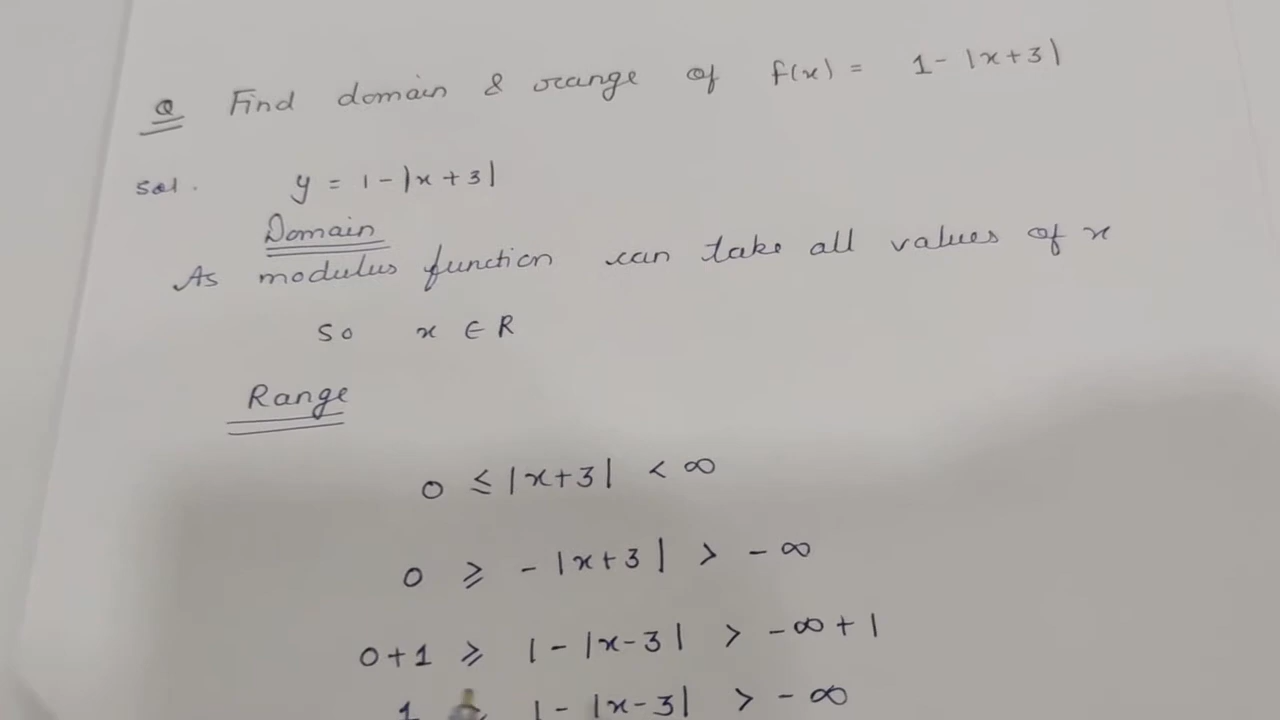 Q Find domain & range of f(x) = 1 - |x+3|
Sol. y = 1 - |x + 3|
Domain
As modulus function can take all values of x
So x ∈ R
Range
0 ≤ |x+3| < ∞
0 ≥ - |x+3| > - ∞
0+1 ≥ 1 - |x-3| > - ∞ + 1
1 1 - |x-3| > - ∞